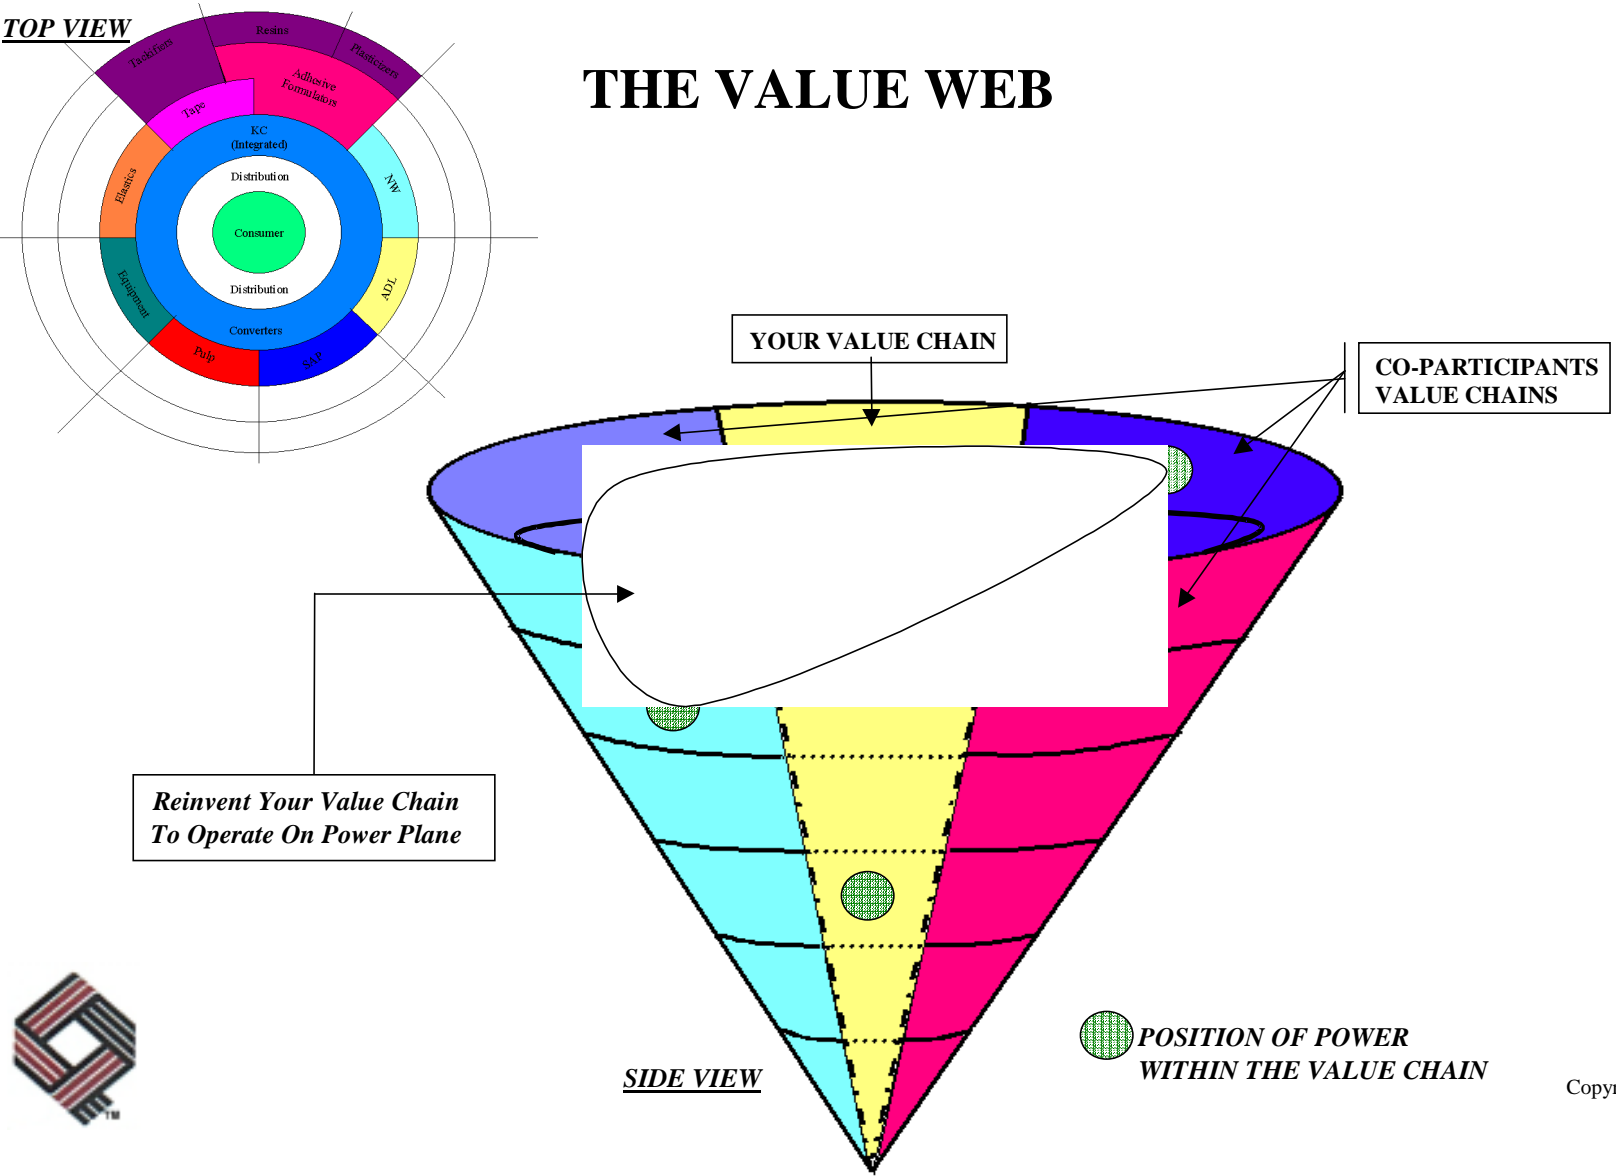 TOP VIEW
THE VALUE WEB
Tackifiers
Resins
Plasticizers
Adhesive
Formulators
Tape
KC
(Integrated)
Elastics
NW
Distribution
Consumer
Distribution
Equipment
ADL
Converters
Pulp
SAP
YOUR VALUE CHAIN
CO-PARTICIPANTS
VALUE CHAINS
Reinvent Your Value Chain
To Operate On Power Plane
SIDE VIEW
POSITION OF POWER
WITHIN THE VALUE CHAIN
Copyr
TM